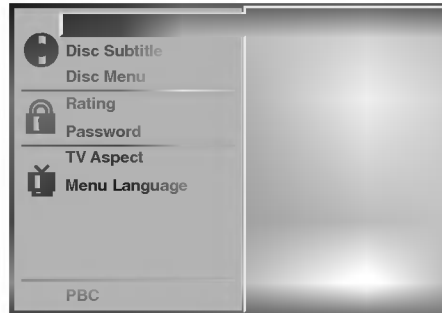 Disc Subtitle
Disc Menu
Rating
Password
TV Aspect
Menu Language
PBC